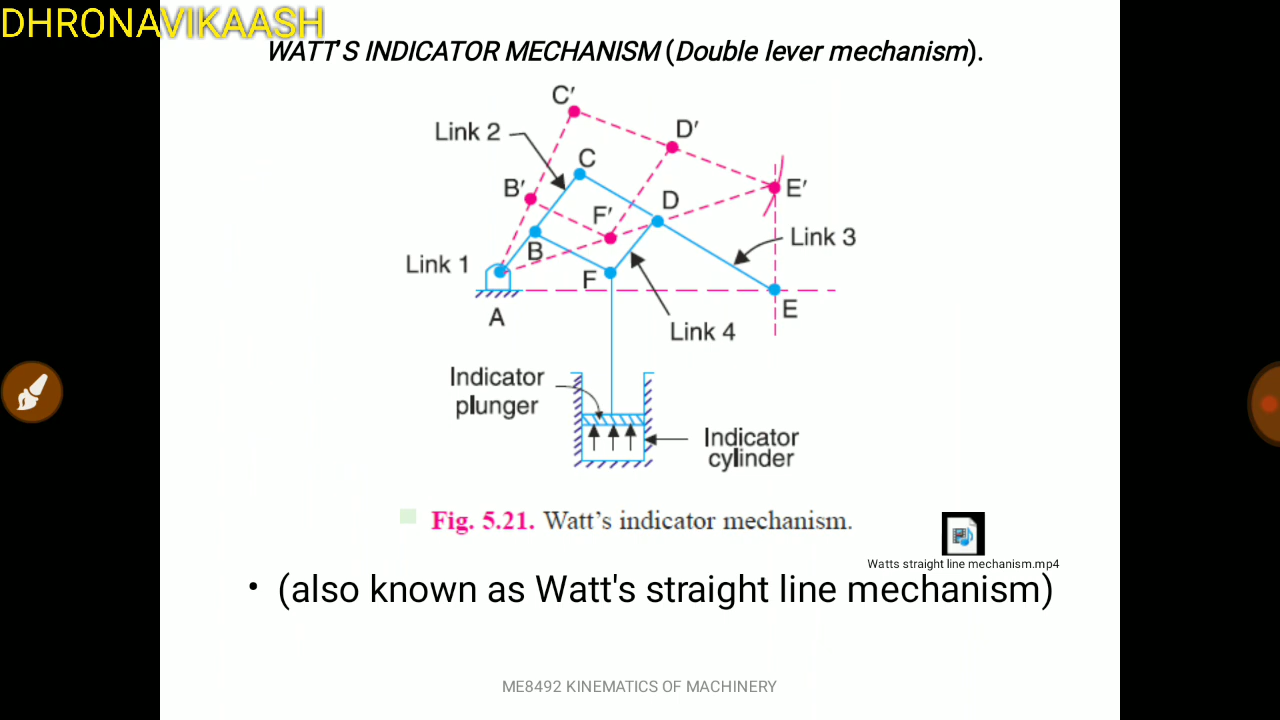 DHRONAVIKAASH
WATT'S INDICATOR MECHANISM (Double lever mechanism).
C'
Link 2
D'
C
B'
E'
D
F'
Link 3
B
Link 1
F
E
A
Link 4
Indicator
plunger
Indicator
cylinder
Fig. 5.21. Watt's indicator mechanism.
Watts straight line mechanism.mp4
• (also known as Watt's straight line mechanism)
ME8492 KINEMATICS OF MACHINERY